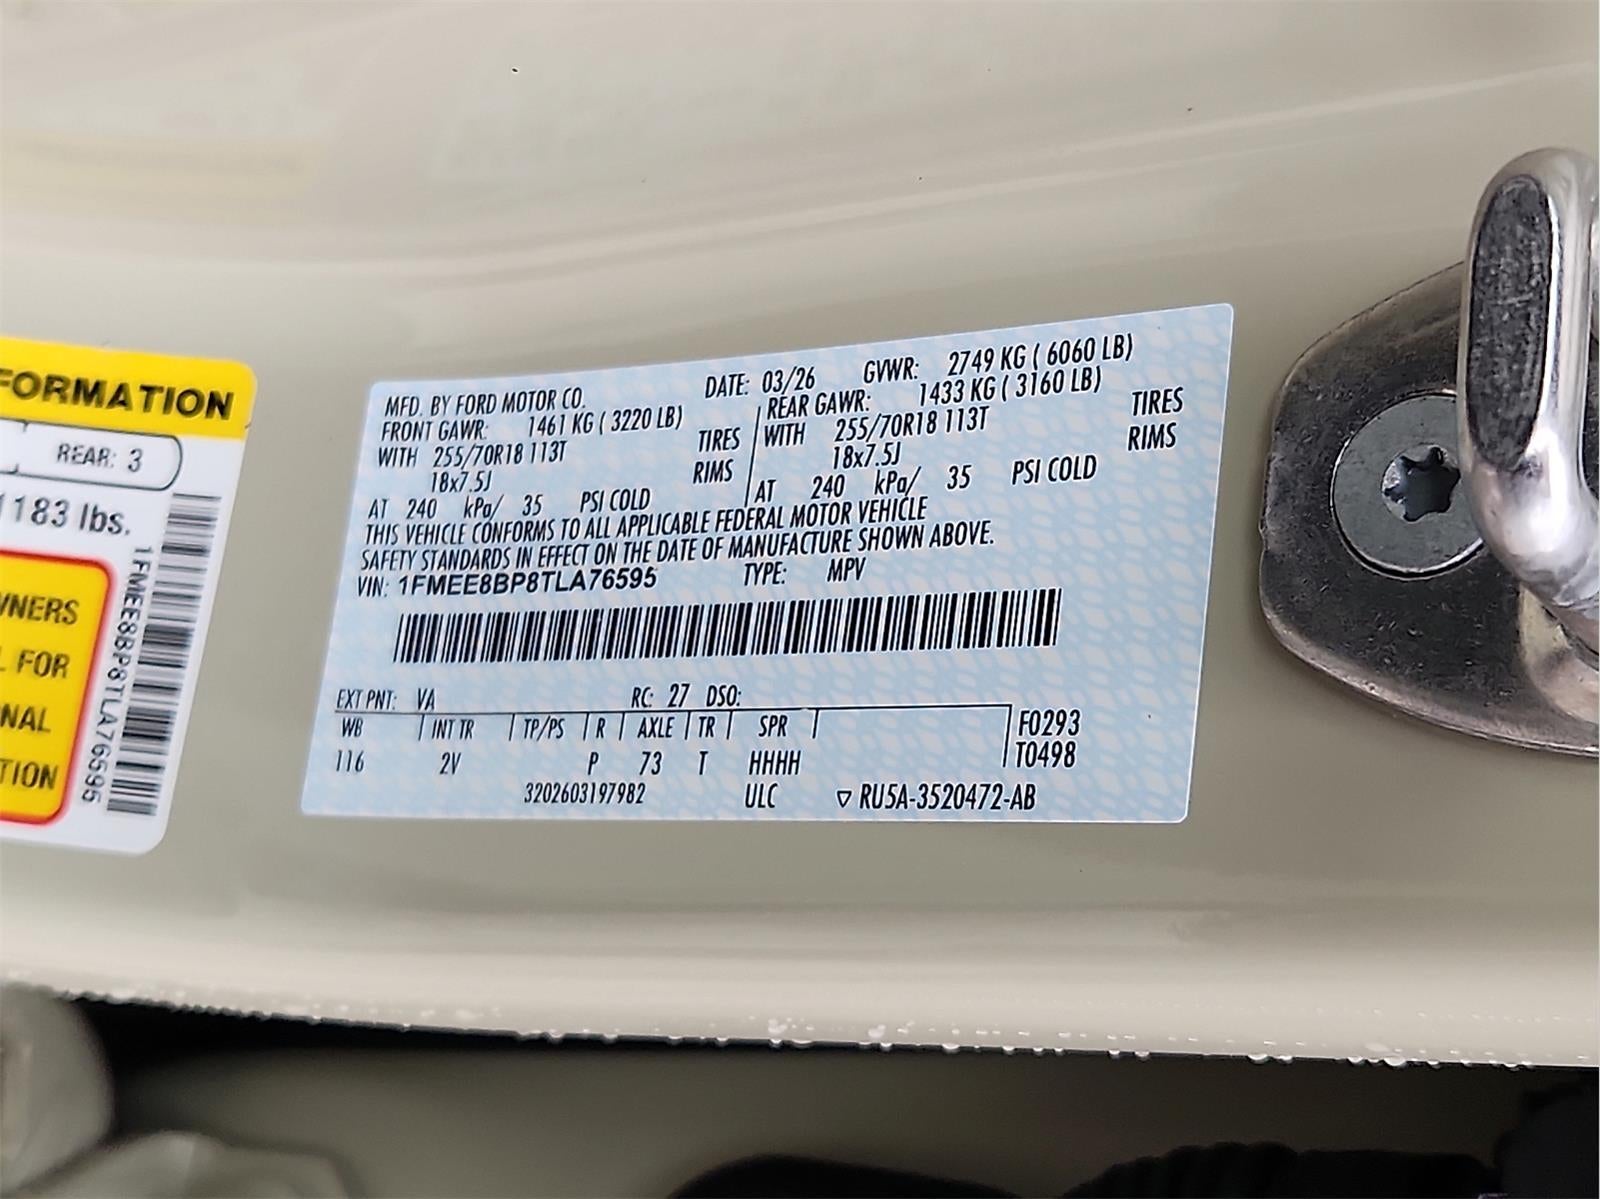 FORMATION
REAR: 3
1183 lbs.
WNERS
L FOR
NAL
TION
1FMEE8BP8TLA76595
MFD. BY FORD MOTOR CO. DATE: 03/26 GVWR: 2749 KG ( 6060 LB)
FRONT GAWR: 1461 KG ( 3220 LB) REAR GAWR: 1433 KG ( 3160 LB)
WITH 255/70R18 113T TIRES WITH 255/70R18 113T TIRES
18x7.5J RIMS 18x7.5J RIMS
AT 240 kPa/ 35 PSI COLD AT 240 kPa/ 35 PSI COLD
THIS VEHICLE CONFORMS TO ALL APPLICABLE FEDERAL MOTOR VEHICLE
SAFETY STANDARDS IN EFFECT ON THE DATE OF MANUFACTURE SHOWN ABOVE.
VIN: 1FMEE8BP8TLA76595 TYPE: MPV
EXT PNT: VA RC: 27 DSO:
WB INT TR TP/PS R AXLE TR SPR F0293
116 2V P 73 T HHHH T0498
3202603197982 ULC ▽ RU5A-3520472-AB